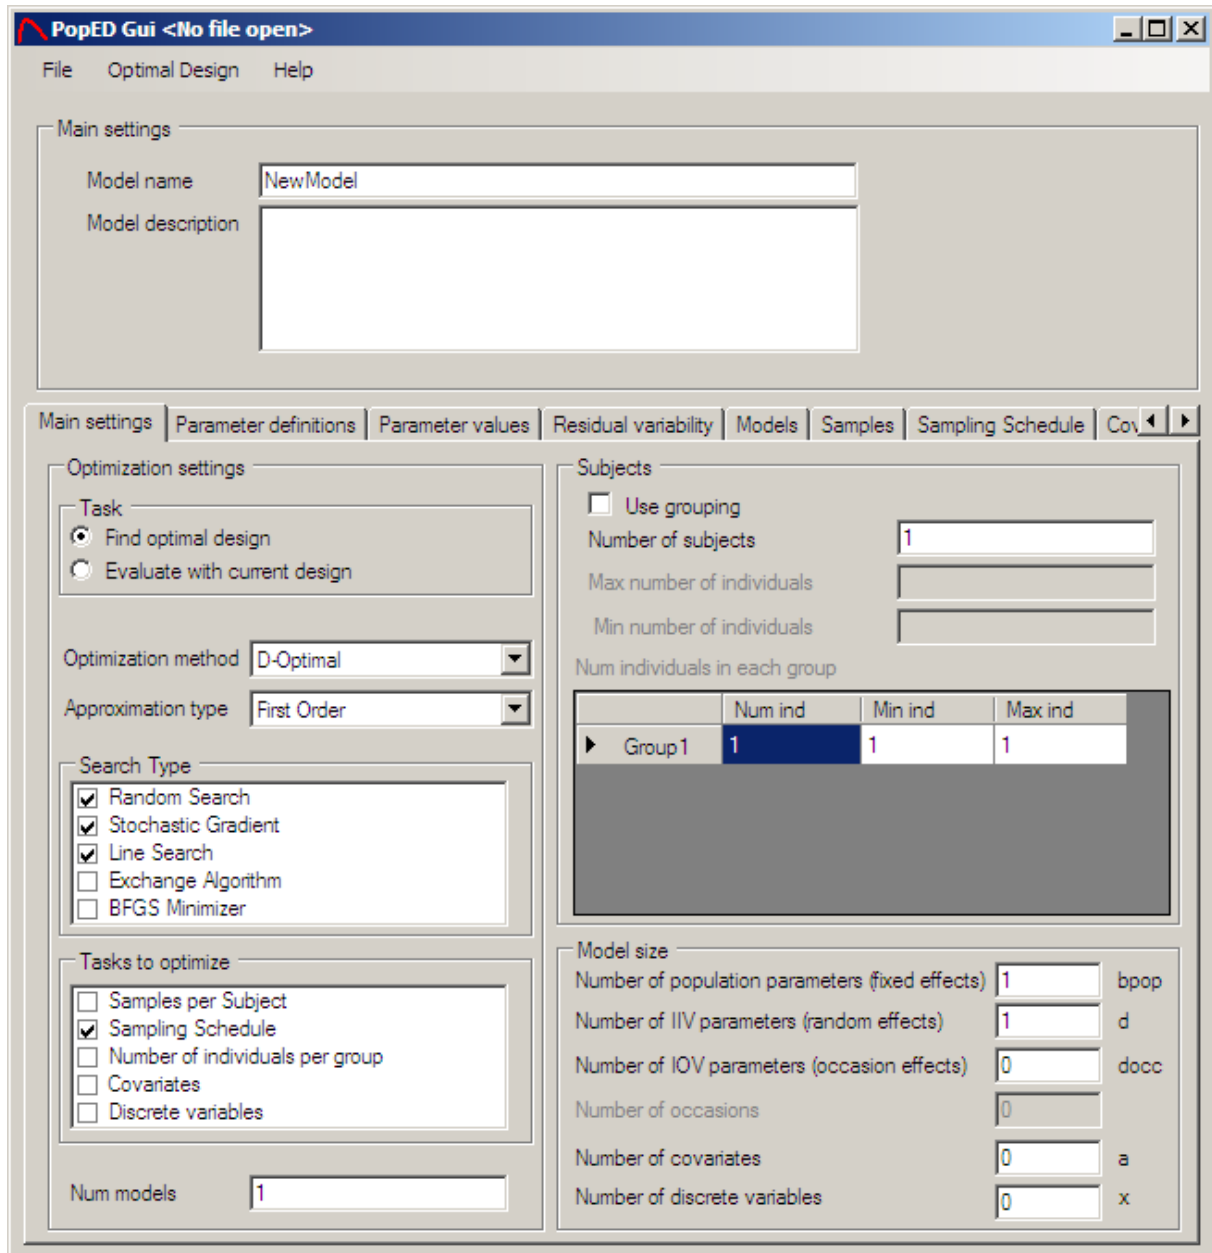 PopED Gui <No file open>
File Optimal Design Help
Main settings
Model name NewModel
Model description
Main settings Parameter definitions Parameter values Residual variability Models Samples Sampling Schedule Cov
Optimization settings
Task
Find optimal design
Evaluate with current design
Optimization method D-Optimal
Approximation type First Order
Search Type
Random Search
Stochastic Gradient
Line Search
Exchange Algorithm
BFGS Minimizer
Tasks to optimize
Samples per Subject
Sampling Schedule
Number of individuals per group
Covariates
Discrete variables
Num models 1
Subjects
Use grouping
Number of subjects 1
Max number of individuals
Min number of individuals
Num individuals in each group
Num ind Min ind Max ind
Group1 1 1 1
Model size
Number of population parameters (fixed effects) 1 bpop
Number of IIV parameters (random effects) 1 d
Number of IOV parameters (occasion effects) 0 docc
Number of occasions 0
Number of covariates 0 a
Number of discrete variables 0 x